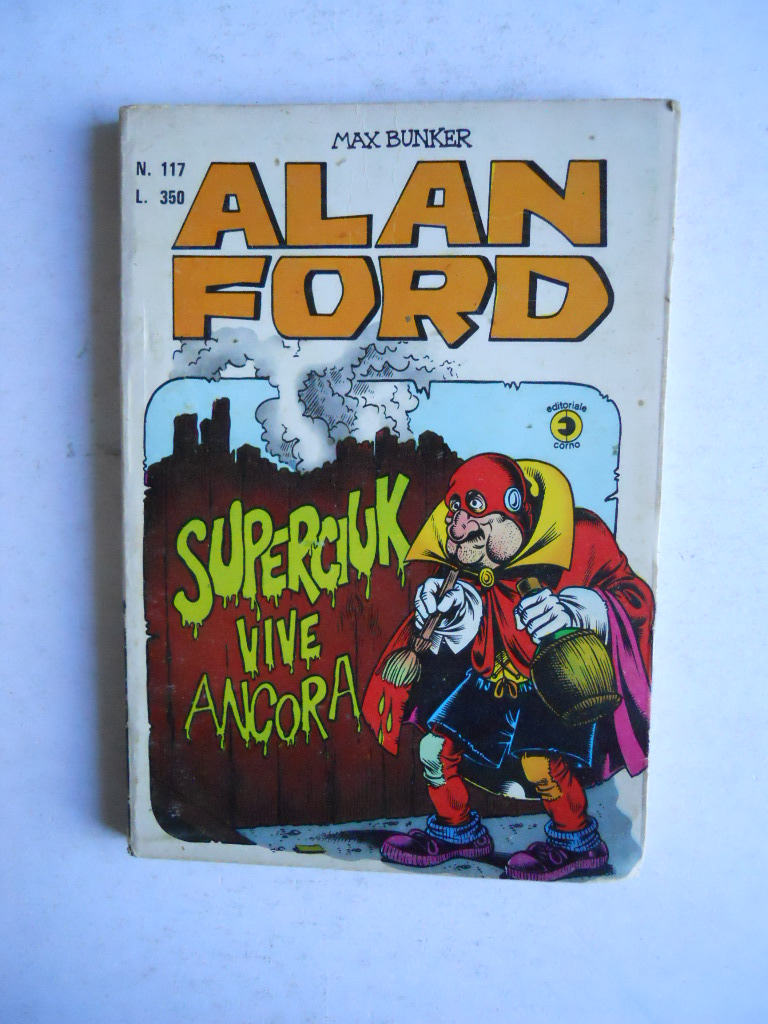 MAX BUNKER
N. 117
L. 350
ALAN
FORD
editoriale
corno
SUPERCIUK
VIVE
ANCORA